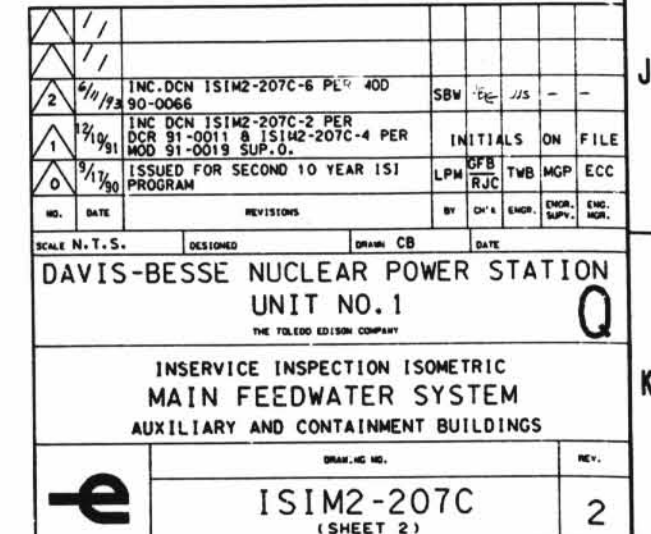 / /
/ /
2 6/11/93 INC.DCN ISIM2-207C-6 PER MOD 90-0066 SBW JJS - -
1 12/19/91 INC DCN ISIM2-207C-2 PER DCR 91-0011 & ISIM2-207C-4 PER MOD 91-0019 SUP.0. INITIALS ON FILE
0 9/17/90 ISSUED FOR SECOND 10 YEAR ISI PROGRAM LPM GFB RJC TWB MGP ECC
NO. DATE REVISIONS BY CH'K ENGR. ENGR. SUPV. ENG. MGR.
SCALE N.T.S. DESIGNED DRAWN CB DATE
DAVIS-BESSE NUCLEAR POWER STATION
UNIT NO.1
Q
THE TOLEDO EDISON COMPANY
INSERVICE INSPECTION ISOMETRIC
MAIN FEEDWATER SYSTEM
AUXILIARY AND CONTAINMENT BUILDINGS
DRAWING NO. REV.
ISIM2-207C 2
(SHEET 2)
J
K